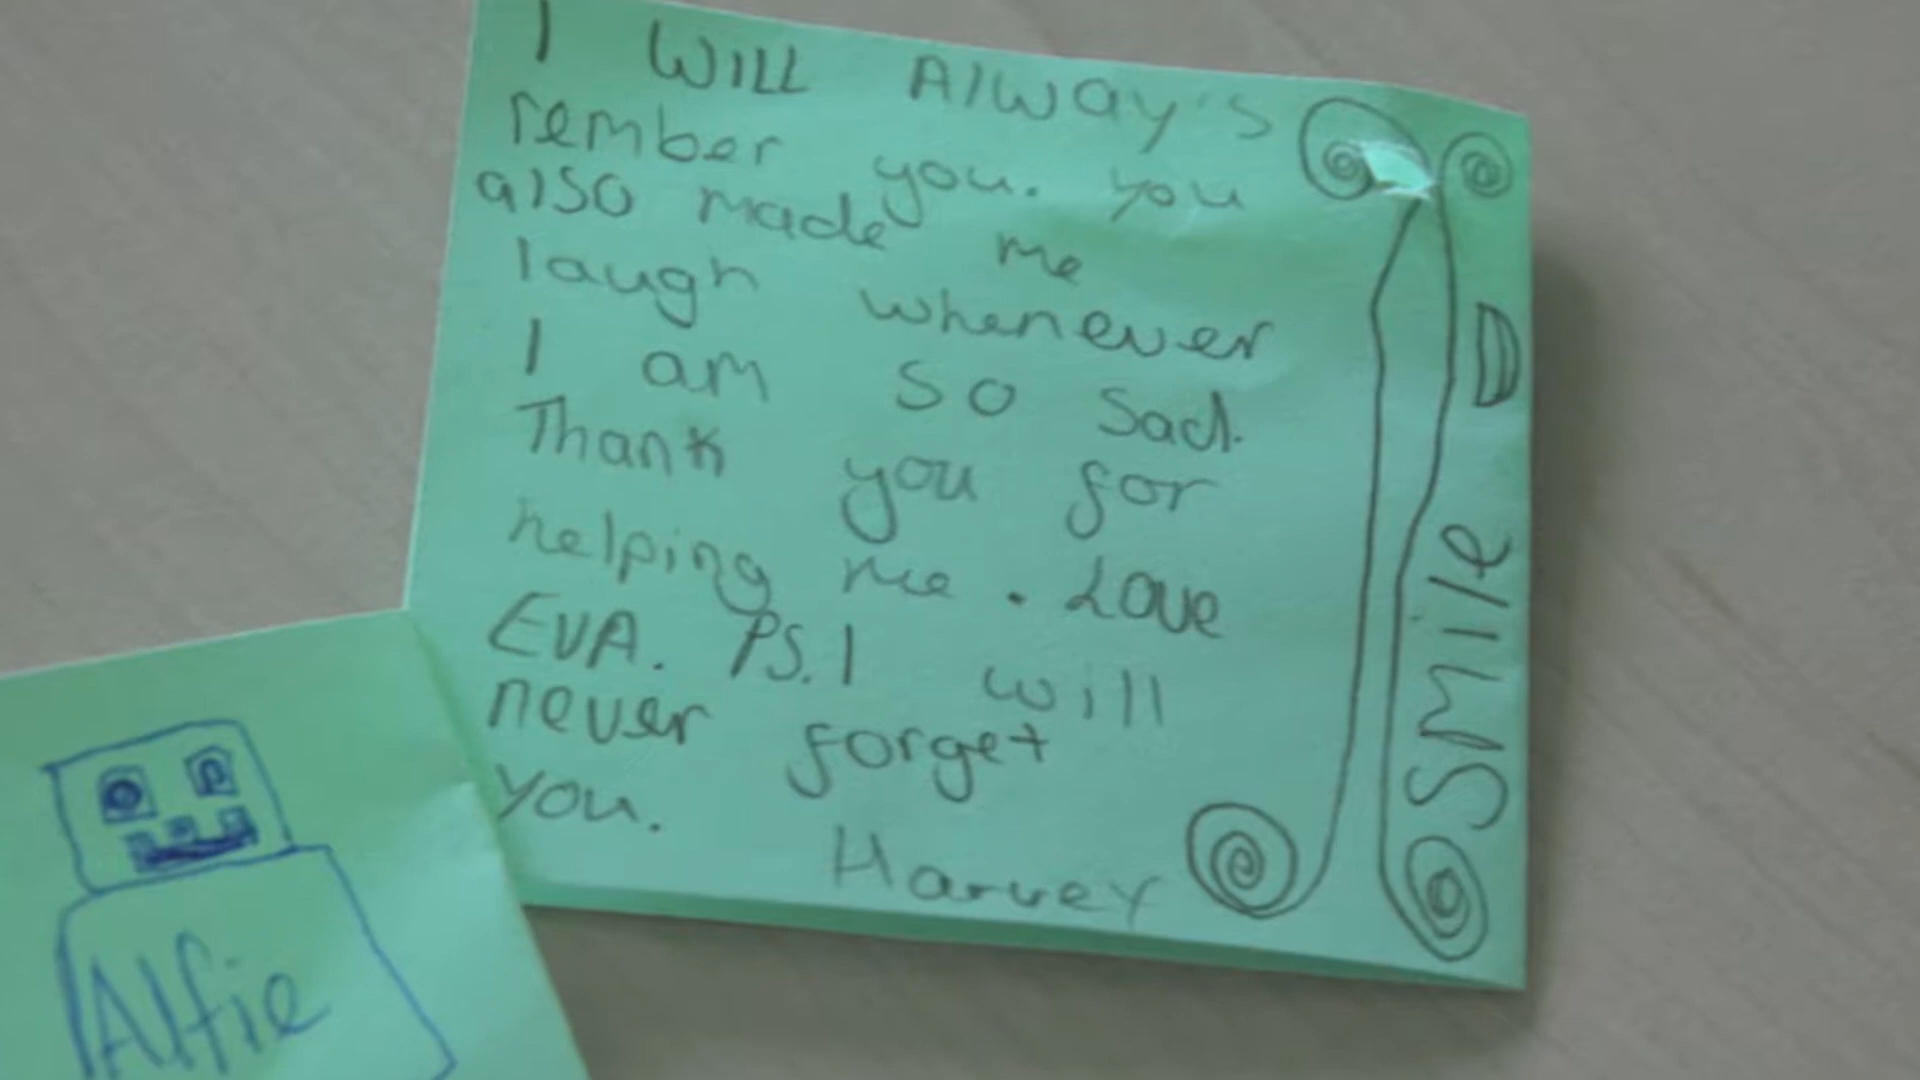 I WILL Alway's
rember you. you
also made me
laugh whenever
I am so sad.
Thank you for
helping me. Love
EVA. PS. I will
never forget
you.
Harvey
SMILE D
Alfie